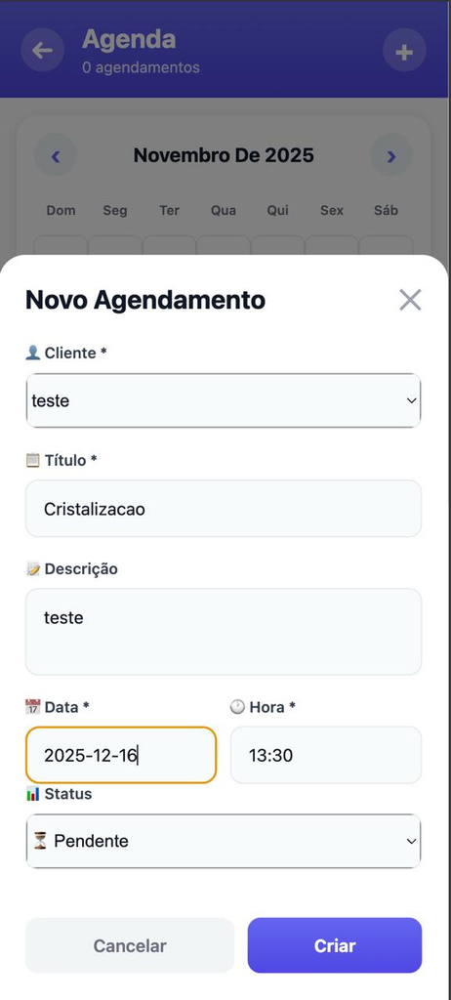 Agenda
0 agendamentos
Novembro De 2025
Dom Seg Ter Qua Qui Sex Sáb
Novo Agendamento
Cliente *
teste
Título *
Cristalizacao
Descrição
teste
Data * Hora *
2025-12-16 13:30
Status
Pendente
Cancelar Criar